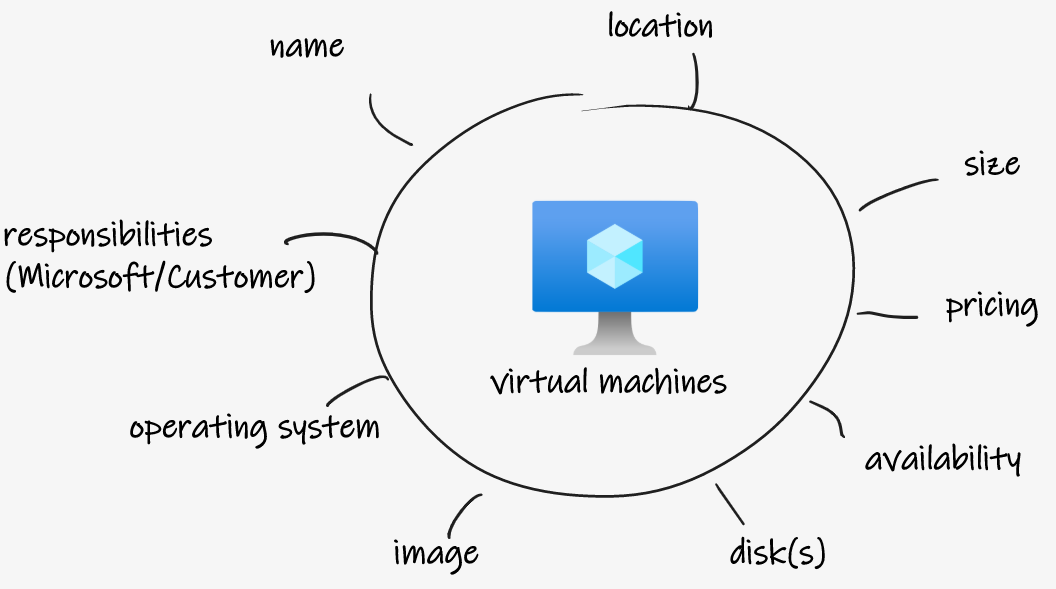 name
location
size
responsibilities
(Microsoft/Customer)
pricing
virtual machines
operating system
availability
image
disk(s)